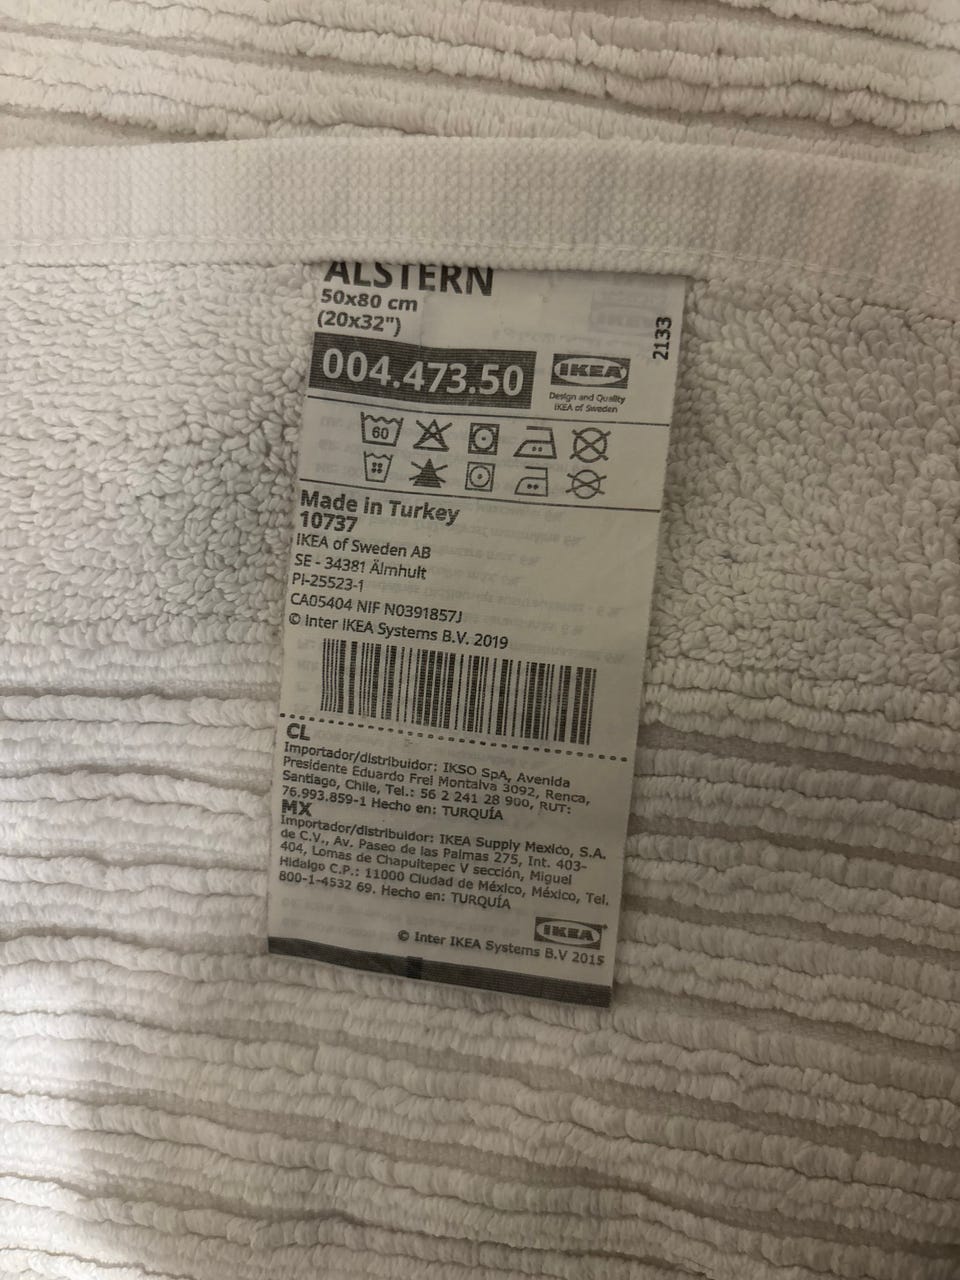 ALSTERN
50x80 cm
(20x32")
2133
004.473.50
IKEA
Design and Quality
IKEA of Sweden
60
Made in Turkey
10737
IKEA of Sweden AB
SE - 34381 Älmhult
PI-25523-1
CA05404 NIF N0391857J
© Inter IKEA Systems B.V. 2019
CL
Importador/distribuidor: IKSO SpA, Avenida
Presidente Eduardo Frei Montalva 3092, Renca,
Santiago, Chile, Tel.: 56 2 241 28 900, RUT:
76.993.859-1 Hecho en: TURQUÍA
MX
Importador/distribuidor: IKEA Supply Mexico, S.A.
de C.V., Av. Paseo de las Palmas 275, Int. 403-
404, Lomas de Chapultepec V sección, Miguel
Hidalgo C.P.: 11000 Ciudad de México, México, Tel.
800-1-4532 69. Hecho en: TURQUÍA
IKEA®
© Inter IKEA Systems B.V 2015